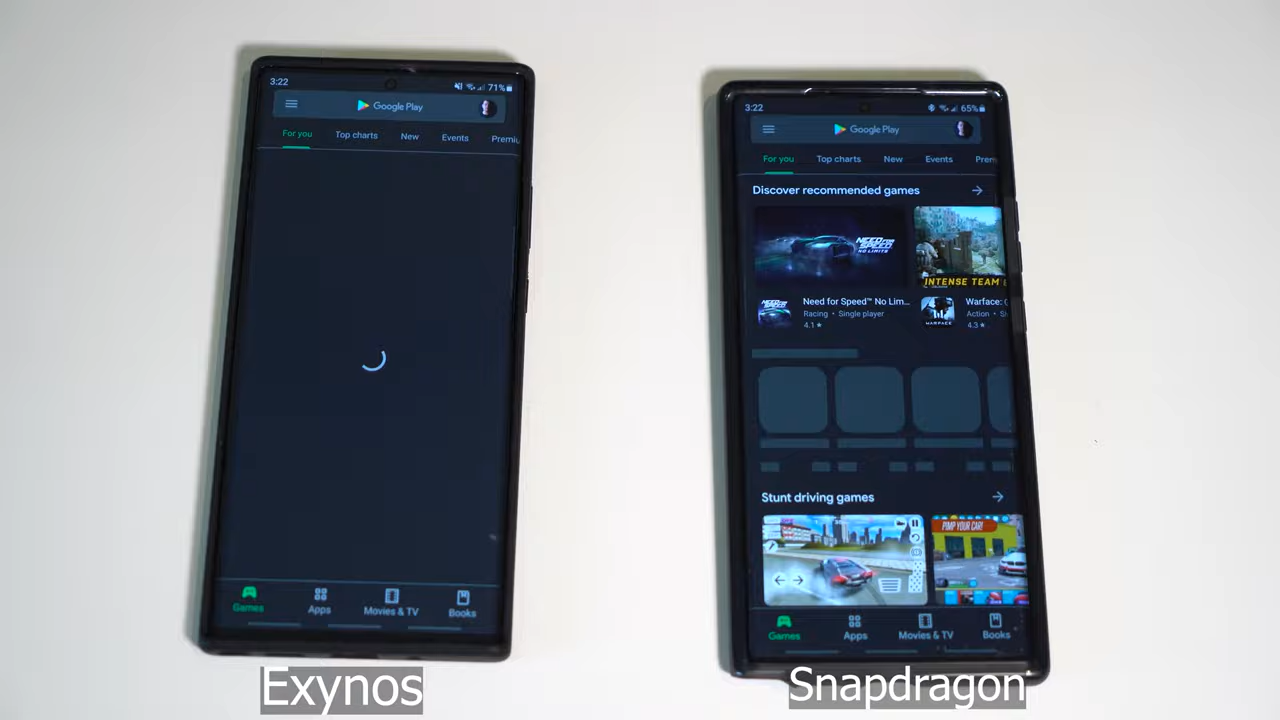 3:22
71%
Google Play
For you Top charts New Events
Games Apps Movies & TV Books
Exynos
3:22
65%
Google Play
For you Top charts New Events Prem
Discover recommended games
NEED FOR SPEED
NO LIMITS
INTENSE TEAM
Need for Speed™ No Lim...
Racing • Single player
4.1 ★
WARFACE
Warface:
Action •
4.3 ★
Stunt driving games
PIMP YOUR CAR!
Games Apps Movies & TV Books
Snapdragon